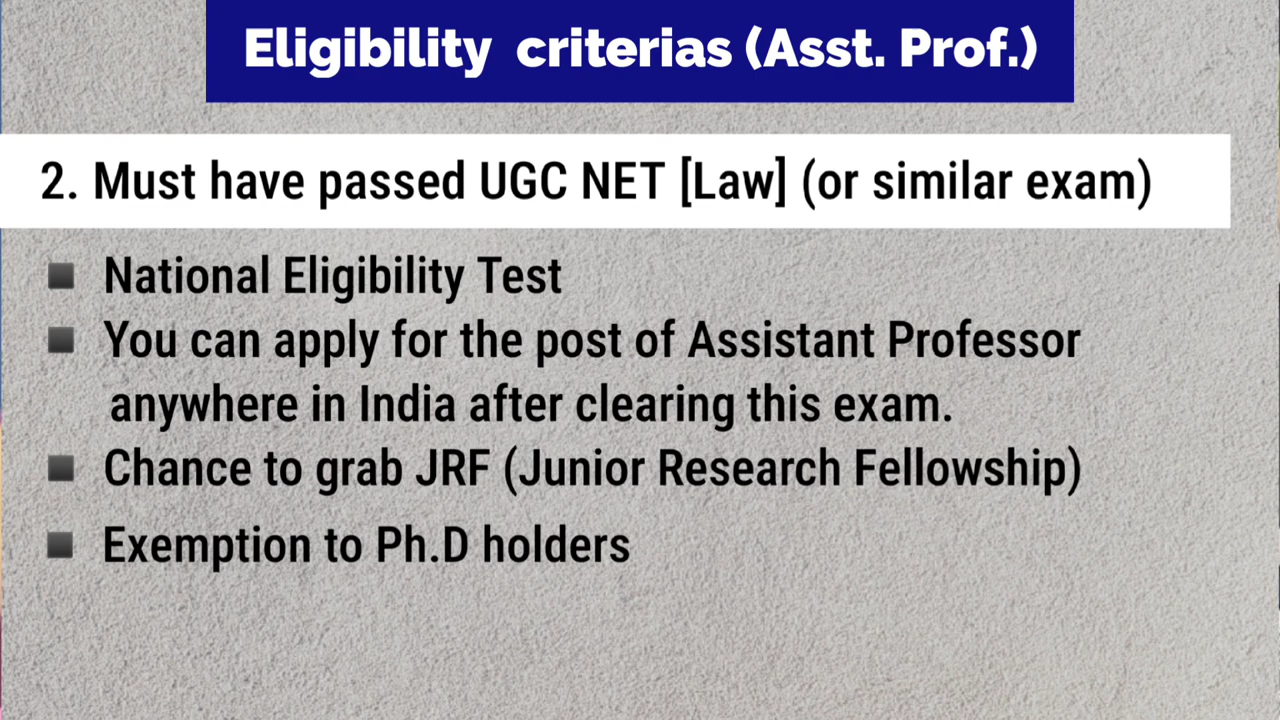 Eligibility criterias (Asst. Prof.)
2. Must have passed UGC NET [Law] (or similar exam)
National Eligibility Test
You can apply for the post of Assistant Professor
anywhere in India after clearing this exam.
Chance to grab JRF (Junior Research Fellowship)
Exemption to Ph.D holders